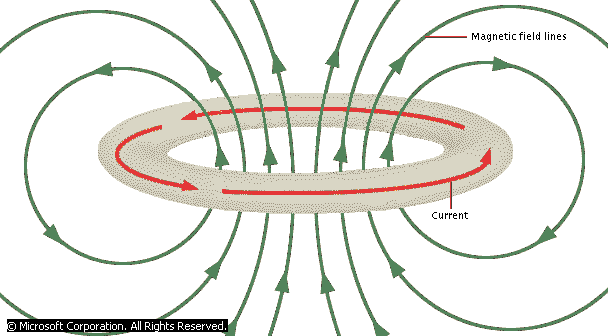 Magnetic field lines
Current
© Microsoft Corporation. All Rights Reserved.